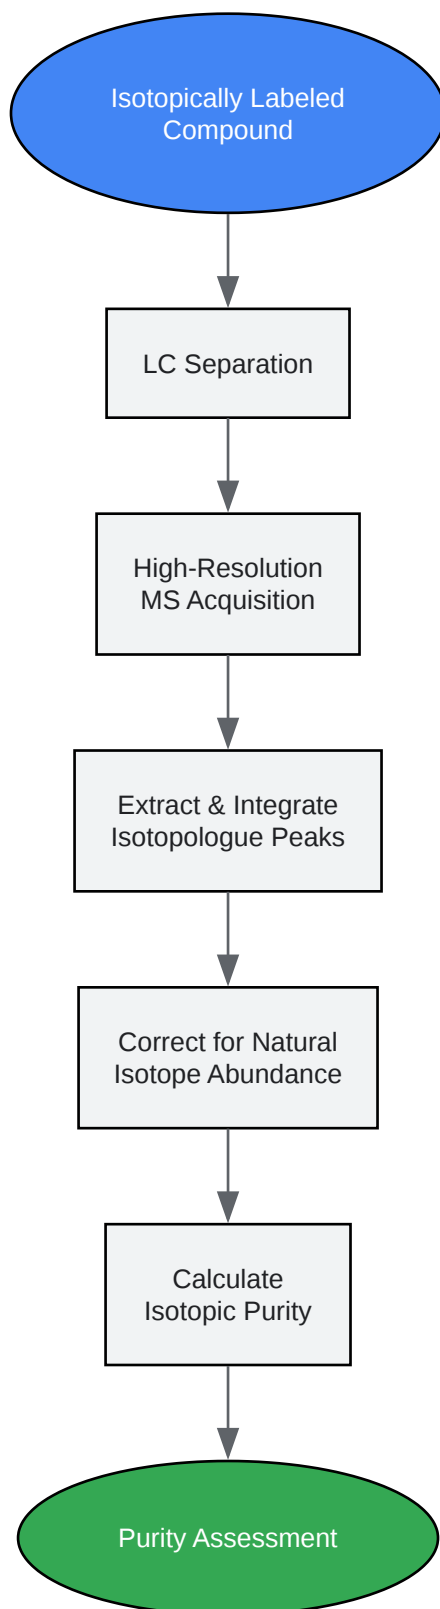 Isotopically Labeled
Compound
LC Separation
High-Resolution
MS Acquisition
Extract & Integrate
Isotopologue Peaks
Correct for Natural
Isotope Abundance
Calculate
Isotopic Purity
Purity Assessment